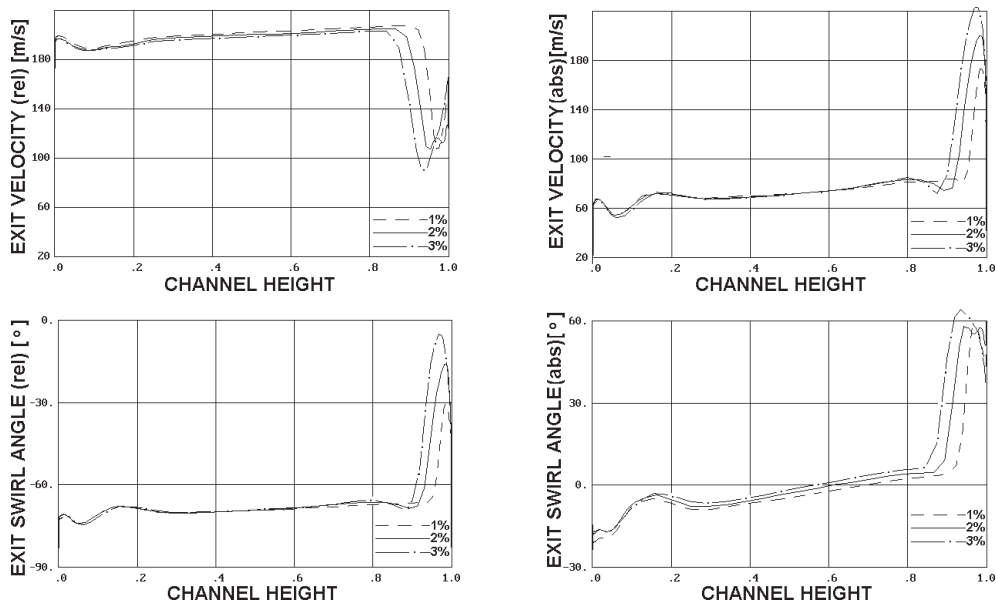 EXIT VELOCITY (rel) [m/s]
180
140
100
60
20
1%
2%
3%
.0 .2 .4 .6 .8 1.0
CHANNEL HEIGHT
EXIT VELOCITY(abs)[m/s]
180
140
100
60
20
1%
2%
3%
.0 .2 .4 .6 .8 1.0
CHANNEL HEIGHT
EXIT SWIRL ANGLE (rel) [°]
0.
-30.
-60.
-90.
1%
2%
3%
.0 .2 .4 .6 .8 1.0
CHANNEL HEIGHT
EXIT SWIRL ANGLE(abs)[°]
60.
30.
0.
-30.
1%
2%
3%
.0 .2 .4 .6 .8 1.0
CHANNEL HEIGHT